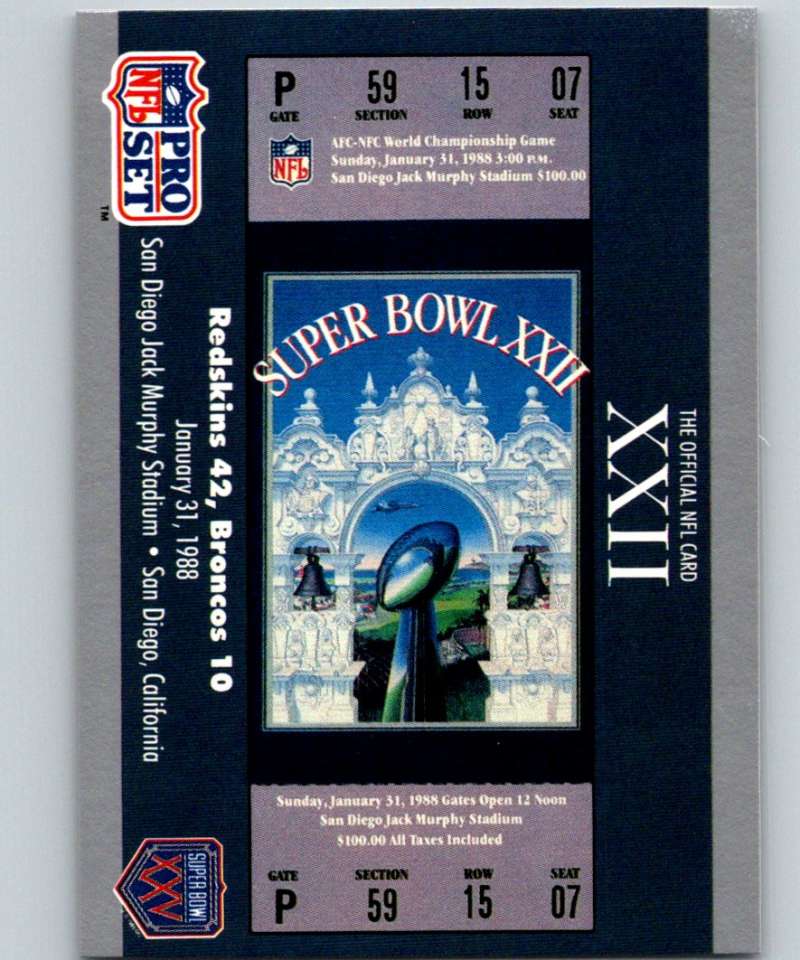 P 59 15 07
GATE SECTION ROW SEAT
NFL
AFC-NFC World Championship Game
Sunday, January 31, 1988 3:00 P.M.
San Diego Jack Murphy Stadium $100.00
SUPER BOWL XXII
Sunday, January 31, 1988 Gates Open 12 Noon
San Diego Jack Murphy Stadium
$100.00 All Taxes Included
GATE SECTION ROW SEAT
P 59 15 07
THE OFFICIAL NFL CARD
XXII
NFL
PRO
SET
TM
Redskins 42, Broncos 10
January 31, 1988
San Diego Jack Murphy Stadium • San Diego, California
SUPER BOWL
XXV